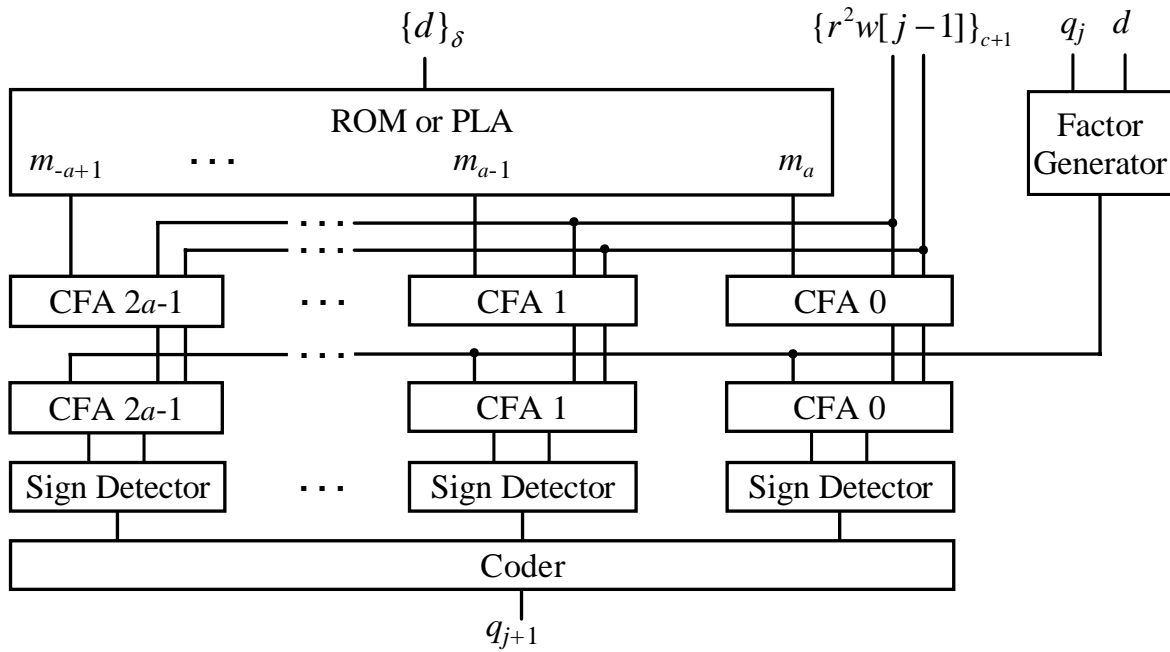 {d}_δ {r²w[j−1]}_{c+1} q_j d
ROM or PLA
m_{-a+1} ··· m_{a-1} m_a
Factor
Generator
···
···
CFA 2a-1 ··· CFA 1 CFA 0
···
CFA 2a-1 CFA 1 CFA 0
Sign Detector ··· Sign Detector Sign Detector
Coder
q_{j+1}